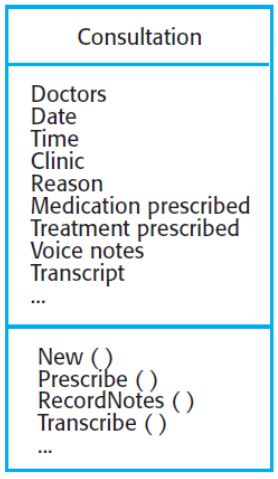 Consultation
Doctors
Date
Time
Clinic
Reason
Medication prescribed
Treatment prescribed
Voice notes
Transcript
...
New ( )
Prescribe ( )
RecordNotes ( )
Transcribe ( )
...